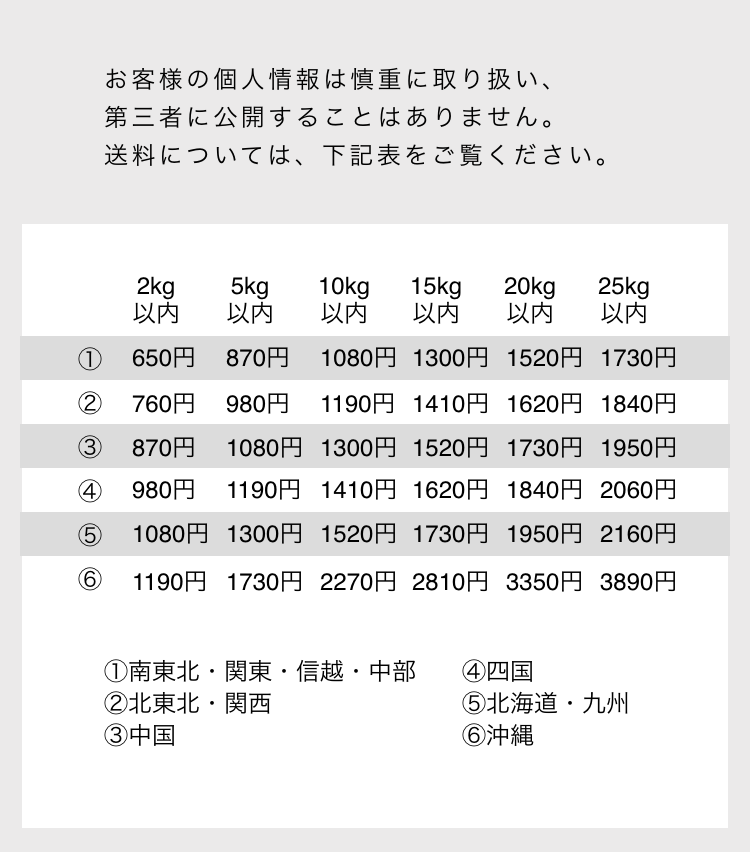 お客様の個人情報は慎重に取り扱い、
第三者に公開することはありません。
送料については、下記表をご覧ください。
2kg 5kg 10kg 15kg 20kg 25kg
以内 以内 以内 以内 以内 以内
① 650円 870円 1080円 1300円 1520円 1730円
② 760円 980円 1190円 1410円 1620円 1840円
③ 870円 1080円 1300円 1520円 1730円 1950円
④ 980円 1190円 1410円 1620円 1840円 2060円
⑤ 1080円 1300円 1520円 1730円 1950円 2160円
⑥ 1190円 1730円 2270円 2810円 3350円 3890円
①南東北・関東・信越・中部
②北東北・関西
③中国
④四国
⑤北海道・九州
⑥沖縄